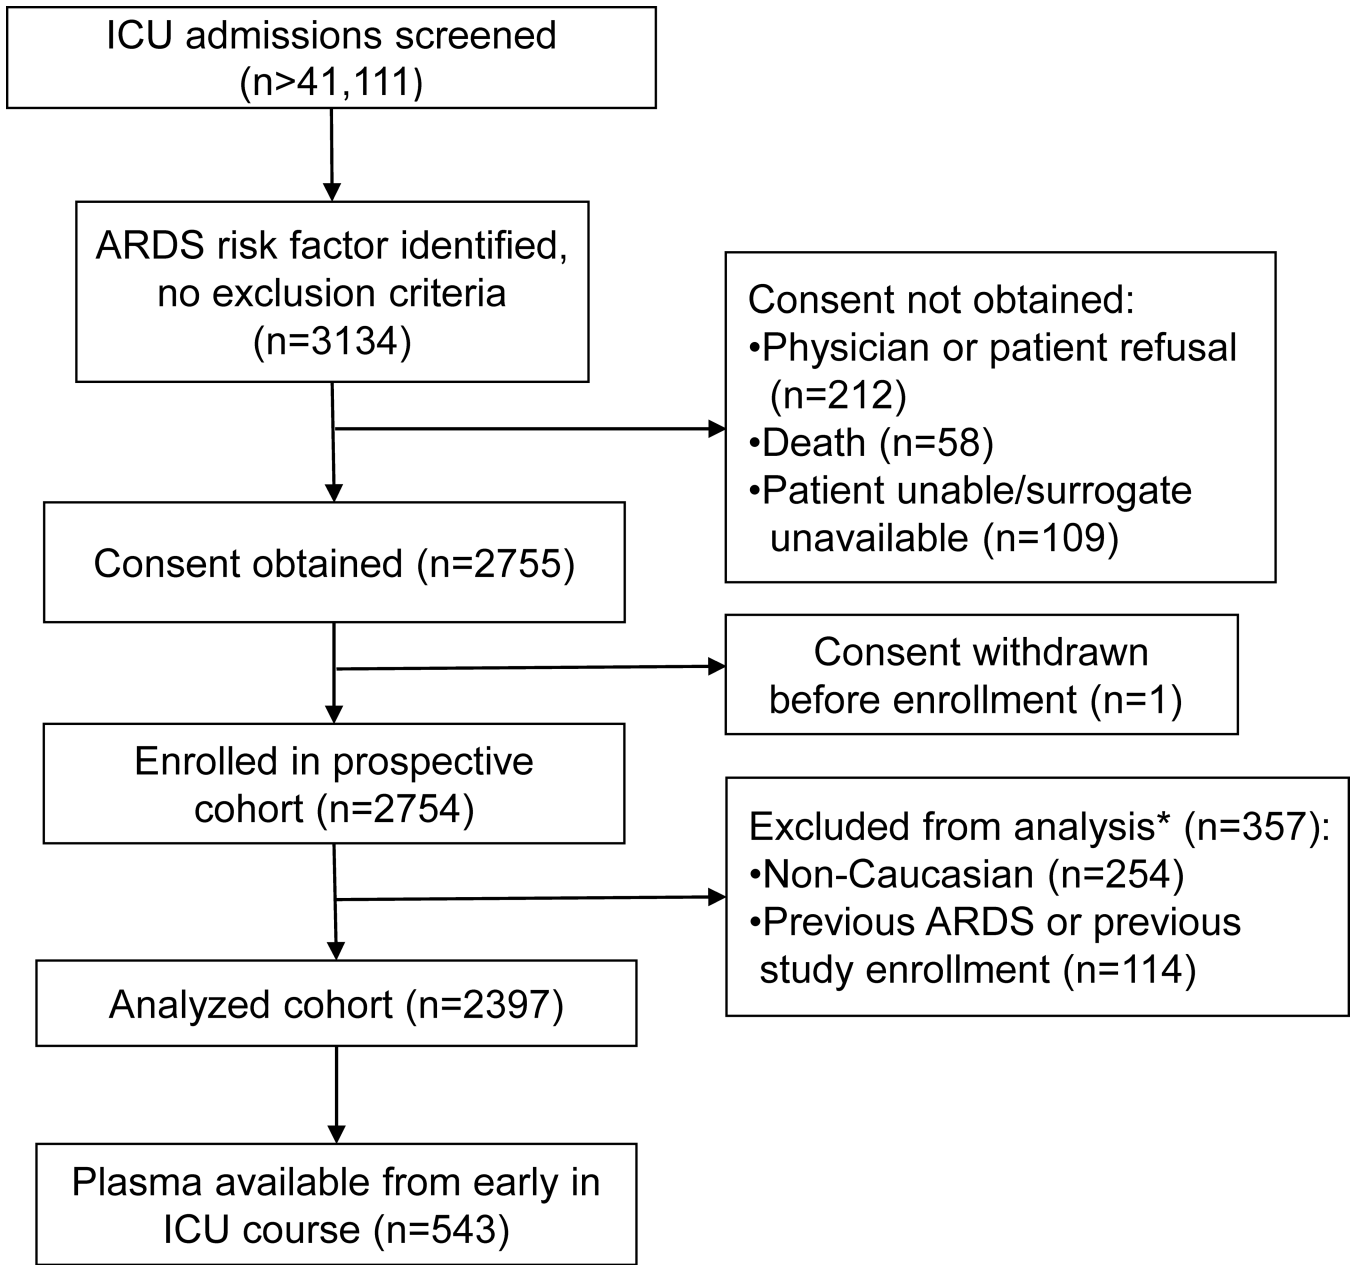 ICU admissions screened
(n>41,111)
ARDS risk factor identified,
no exclusion criteria
(n=3134)
Consent not obtained:
•Physician or patient refusal
(n=212)
•Death (n=58)
•Patient unable/surrogate
unavailable (n=109)
Consent obtained (n=2755)
Consent withdrawn
before enrollment (n=1)
Enrolled in prospective
cohort (n=2754)
Excluded from analysis* (n=357):
•Non-Caucasian (n=254)
•Previous ARDS or previous
study enrollment (n=114)
Analyzed cohort (n=2397)
Plasma available from early in
ICU course (n=543)